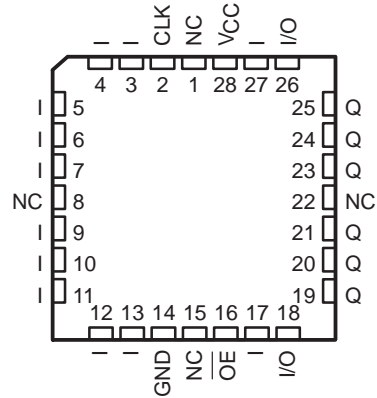 I I CLK NC VCC I I/O
4 3 2 1 28 27 26
I 5 25 Q
I 6 24 Q
I 7 23 Q
NC 8 22 NC
I 9 21 Q
I 10 20 Q
I 11 19 Q
12 13 14 15 16 17 18
I I GND NC OE I I/O